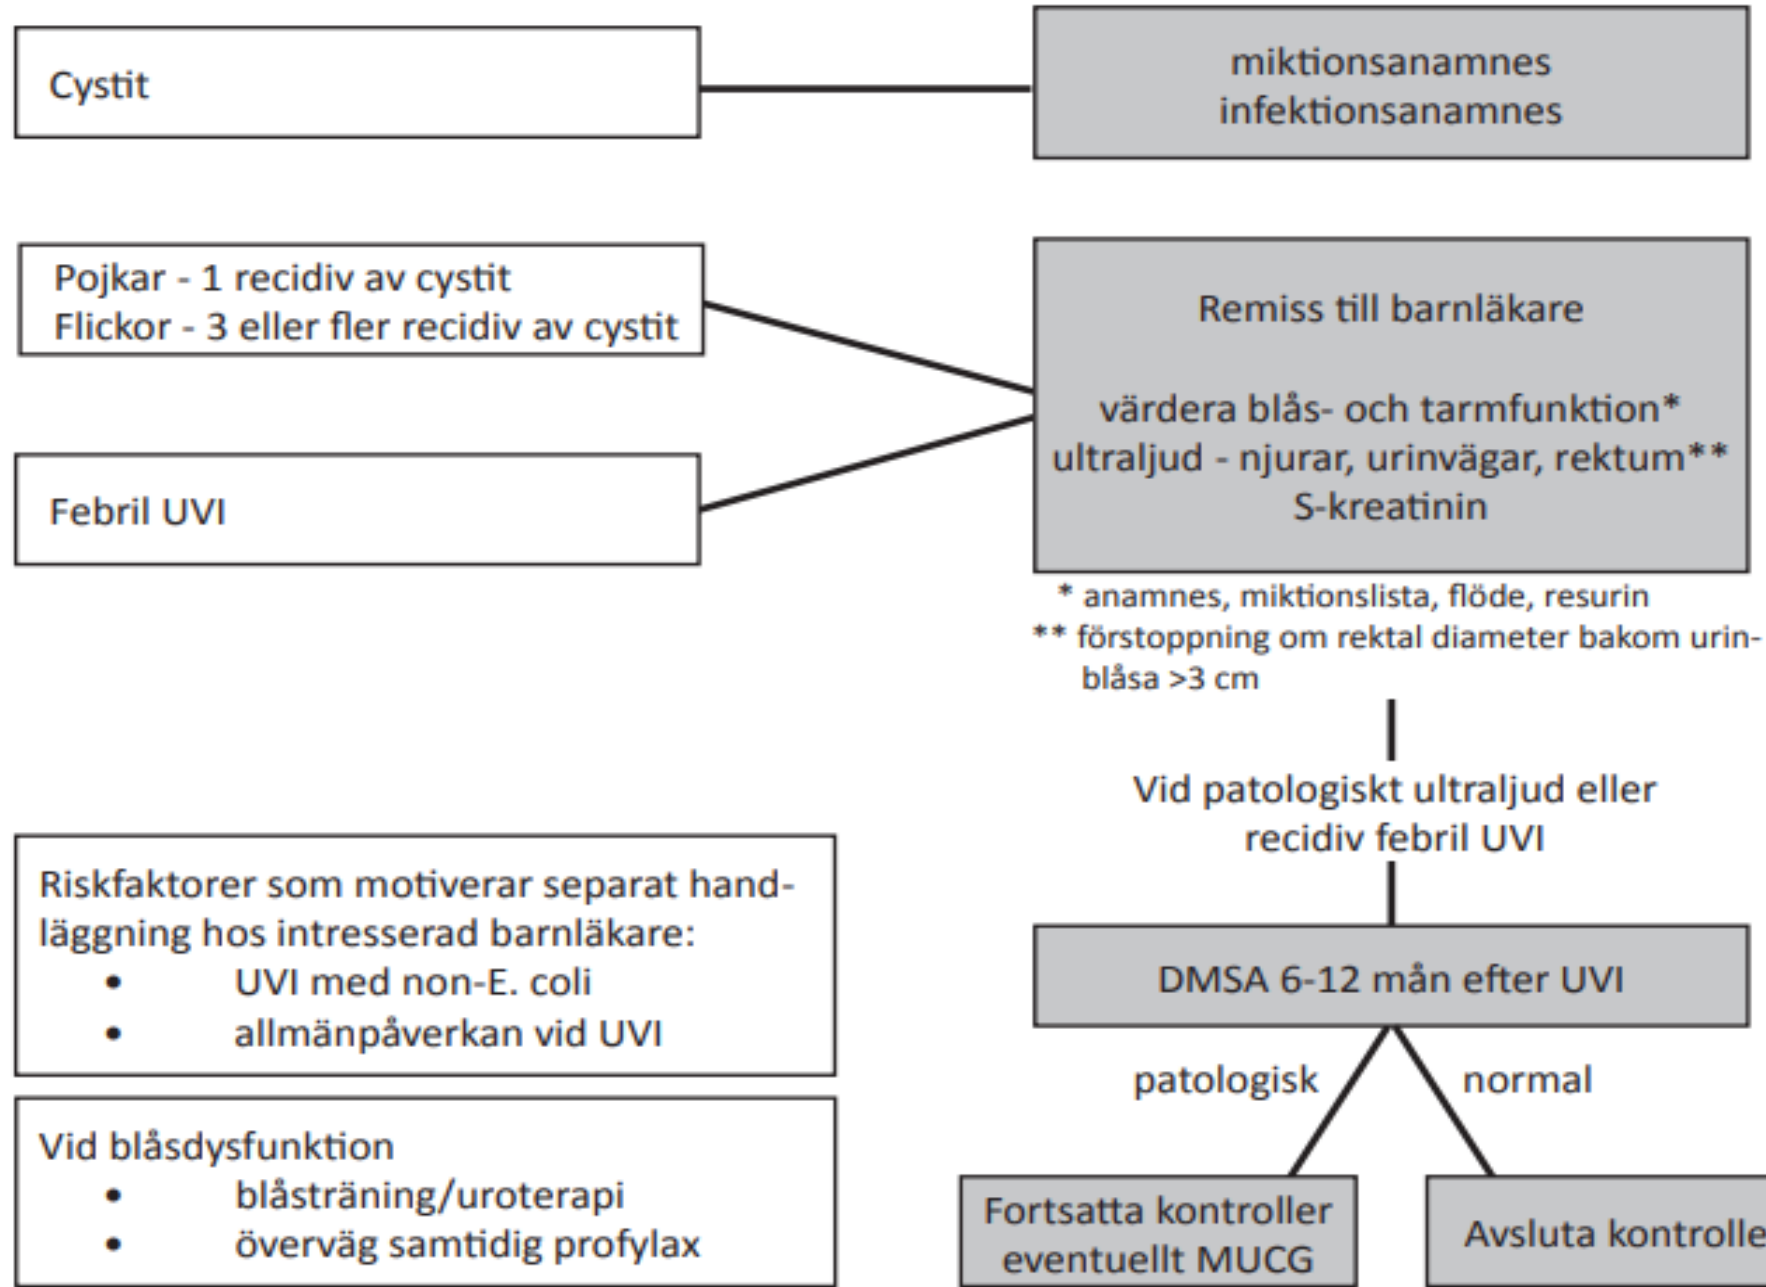 Cystit
miktionsanamnes
infektionsanamnes
Pojkar - 1 recidiv av cystit
Flickor - 3 eller fler recidiv av cystit
Febril UVI
Remiss till barnläkare
värdera blås- och tarmfunktion*
ultraljud - njurar, urinvägar, rektum**
S-kreatinin
* anamnes, miktionslista, flöde, resurin
** förstoppning om rektal diameter bakom urin-
blåsa >3 cm
Vid patologiskt ultraljud eller
recidiv febril UVI
DMSA 6-12 mån efter UVI
patologisk
normal
Fortsatta kontroller
eventuellt MUCG
Avsluta kontrolle
Riskfaktorer som motiverar separat hand-
läggning hos intresserad barnläkare:
• UVI med non-E. coli
• allmänpåverkan vid UVI
Vid blåsdysfunktion
• blåsträning/uroterapi
• överväg samtidig profylax